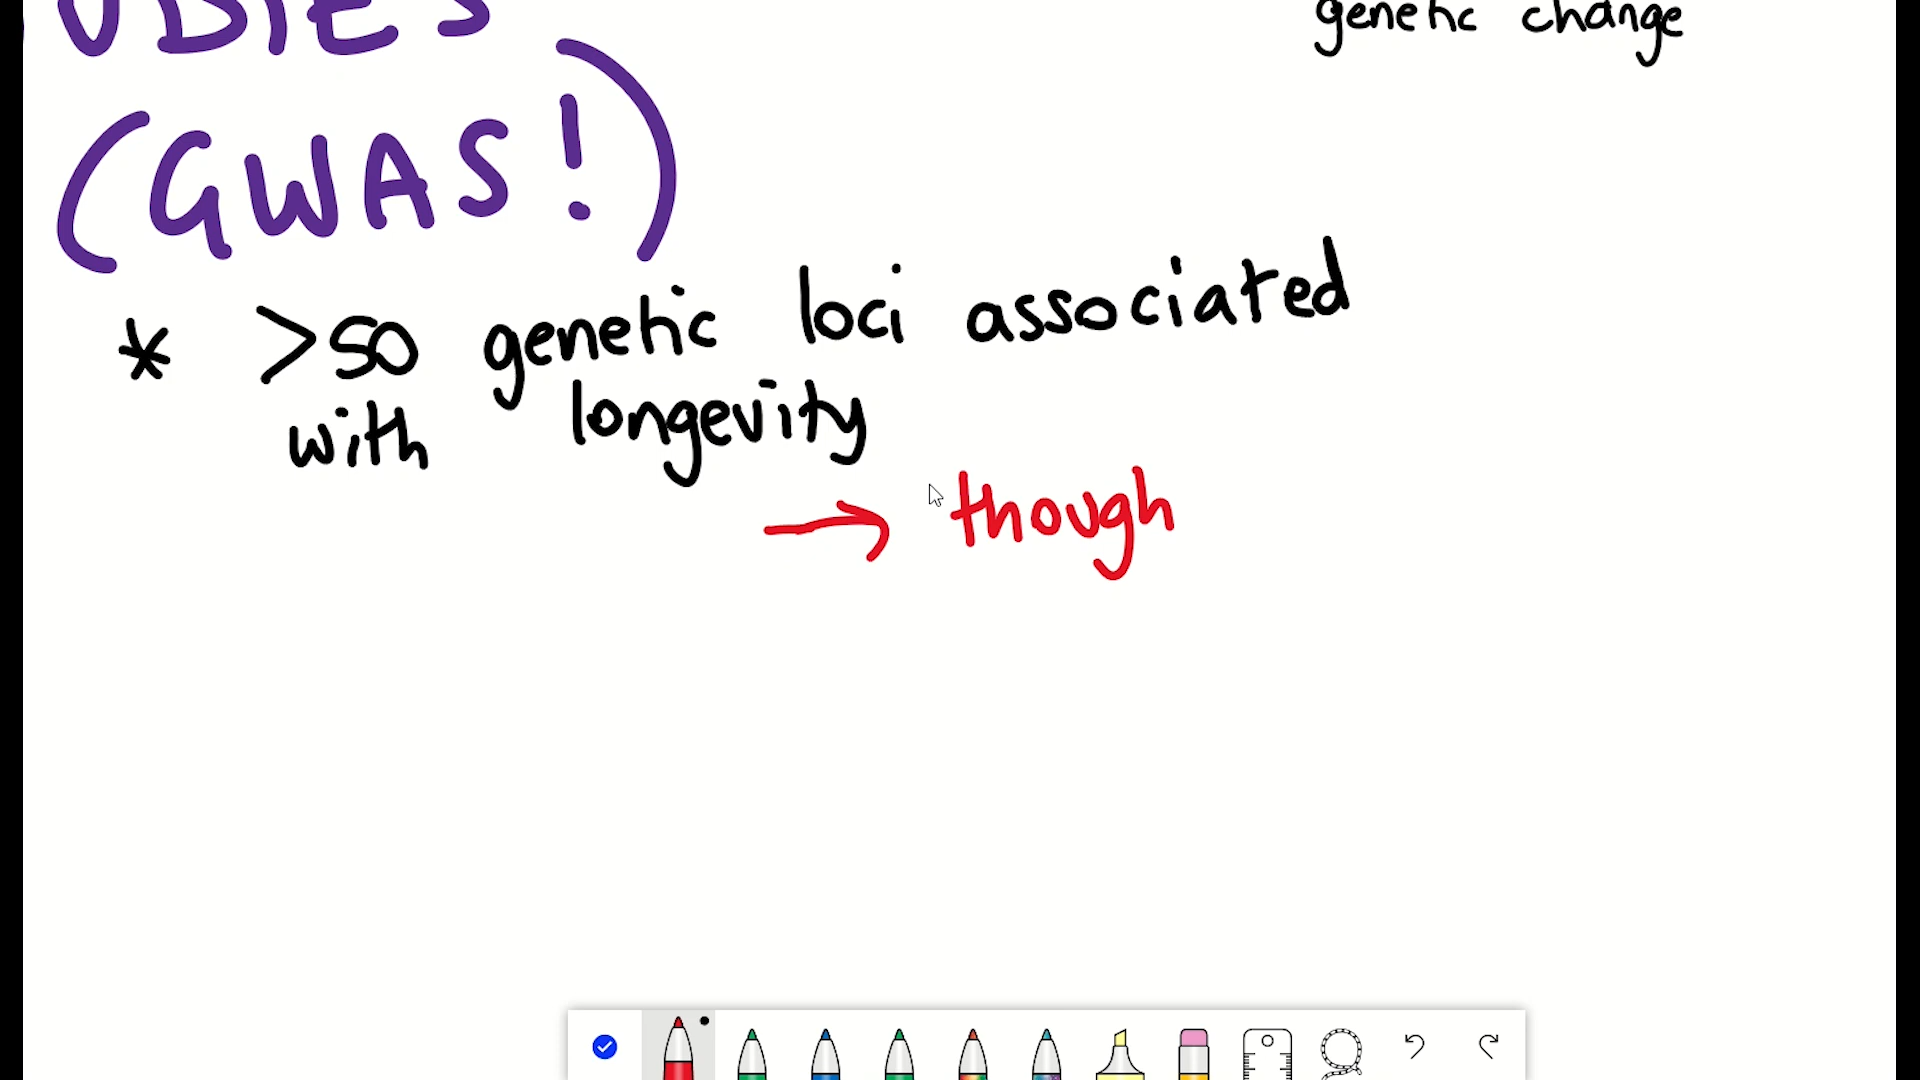 genetic change
(GWAS!)
* >50 genetic loci associated
with longevity
→ though